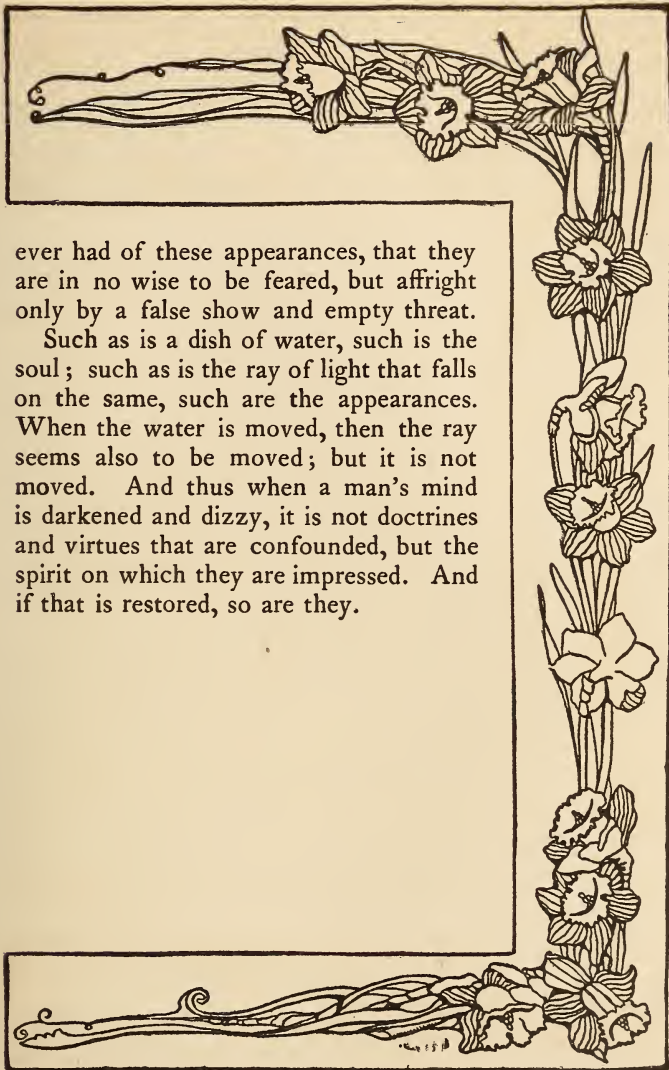 ever had of these appearances, that they
are in no wise to be feared, but affright
only by a false show and empty threat.
Such as is a dish of water, such is the
soul; such as is the ray of light that falls
on the same, such are the appearances.
When the water is moved, then the ray
seems also to be moved; but it is not
moved. And thus when a man's mind
is darkened and dizzy, it is not doctrines
and virtues that are confounded, but the
spirit on which they are impressed. And
if that is restored, so are they.